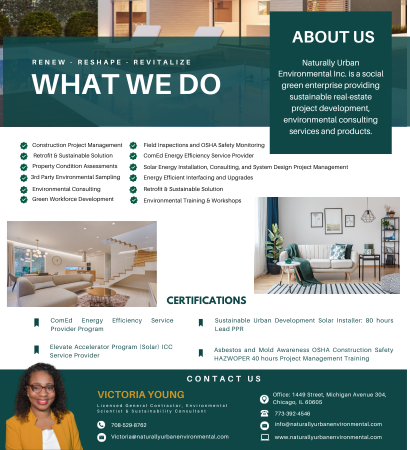 ABOUT US
Naturally Urban
Environmental Inc. is a social
green enterprise providing
sustainable real-estate
project development,
environmental consulting
services and products.
RENEW - RESHAPE - REVITALIZE
WHAT WE DO
Construction Project Management
Retrofit & Sustainable Solution
Property Condition Assessments
3rd Party Environmental Sampling
Environmental Consulting
Green Workforce Development
Field Inspections and OSHA Safety Monitoring
ComEd Energy Efficiency Service Provider
Solar Energy Installation, Consulting, and System Design Project Management
Energy Efficient Interfacing and Upgrades
Retrofit & Sustainable Solution
Environmental Training & Workshops
CERTIFICATIONS
ComEd Energy Efficiency Service
Provider Program
Elevate Accelerator Program (Solar) ICC
Service Provider
Sustainable Urban Development Solar Installer: 80 hours
Lead PPR
Asbestos and Mold Awareness OSHA Construction Safety
HAZWOPER 40 hours Project Management Training
CONTACT US
VICTORIA YOUNG
Licensed General Contractor, Environmental
Scientist & Sustainability Consultant
708-529-8762
Victoria@naturallyurbanenvironmental.com
Office: 1449 Street, Michigan Avenue 304,
Chicago, IL 60605
773-392-4546
info@naturallyurbanenvironmental.com
www.naturallyurbanenvironmental.com